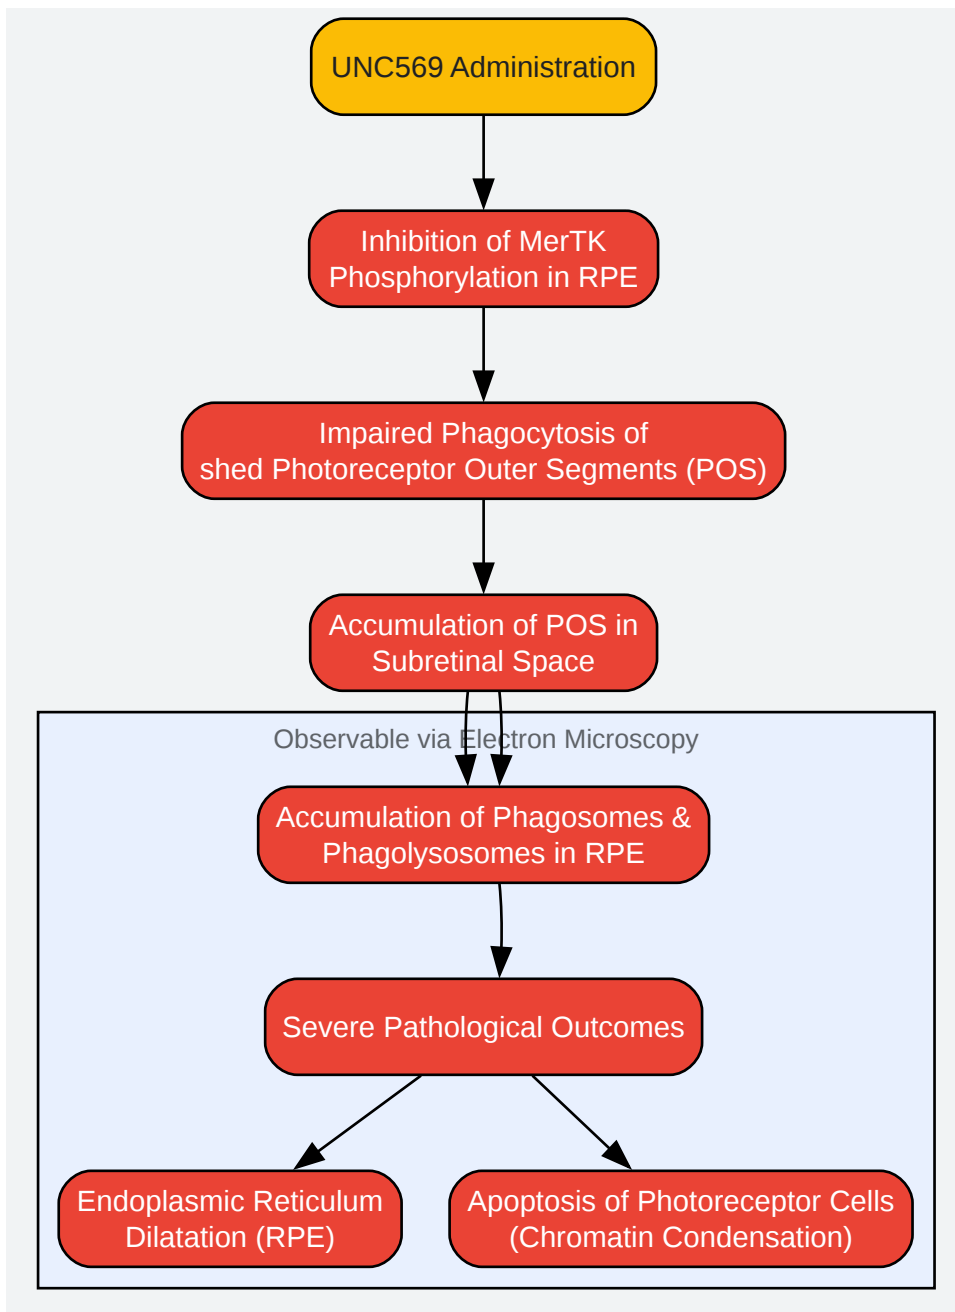 UNC569 Administration
Inhibition of MerTK
Phosphorylation in RPE
Impaired Phagocytosis of
shed Photoreceptor Outer Segments (POS)
Accumulation of POS in
Subretinal Space
Observable via Electron Microscopy
Accumulation of Phagosomes &
Phagolysosomes in RPE
Severe Pathological Outcomes
Endoplasmic Reticulum
Dilatation (RPE)
Apoptosis of Photoreceptor Cells
(Chromatin Condensation)